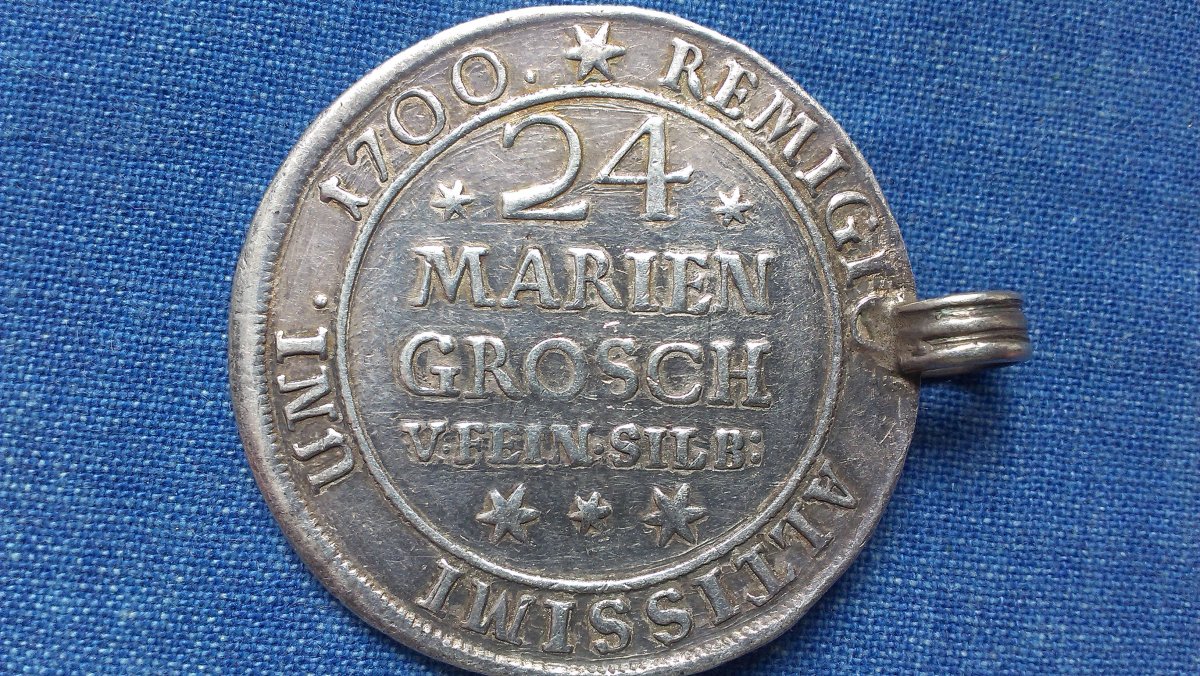 REMIGIO ALTISSIMI UNI. 1700.
24
MARIEN
GROSCH
V·FEIN·SILB: